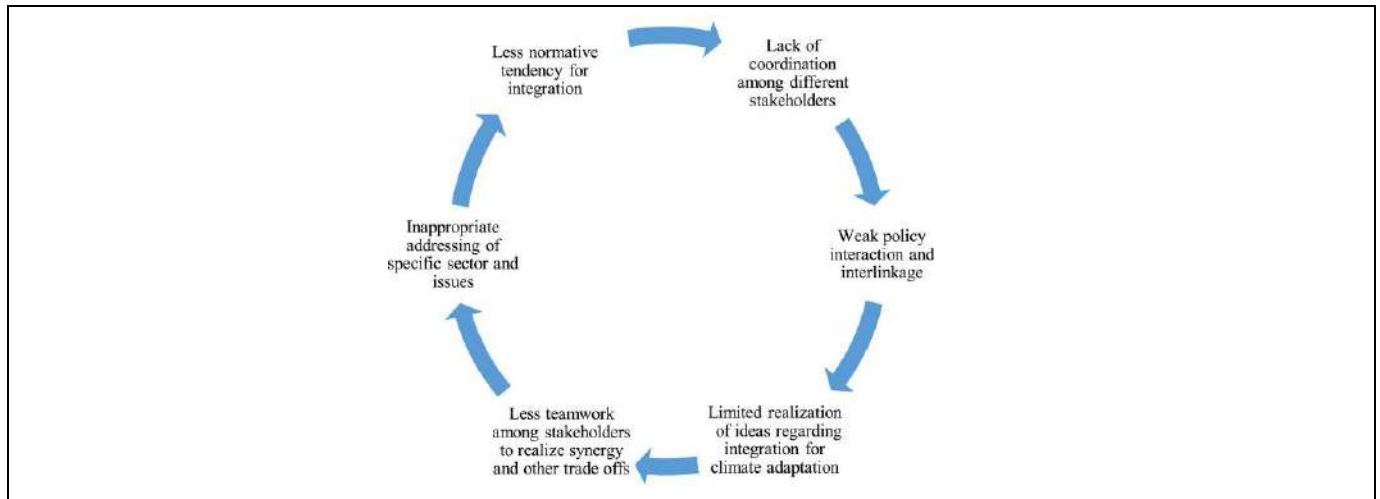 Less normative
tendency for
integration
Lack of
coordination
among different
stakeholders
Weak policy
interaction and
interlinkage
Limited realization
of ideas regarding
integration for
climate adaptation
Less teamwork
among stakeholders
to realize synergy
and other trade offs
Inappropriate
addressing of
specific sector and
issues